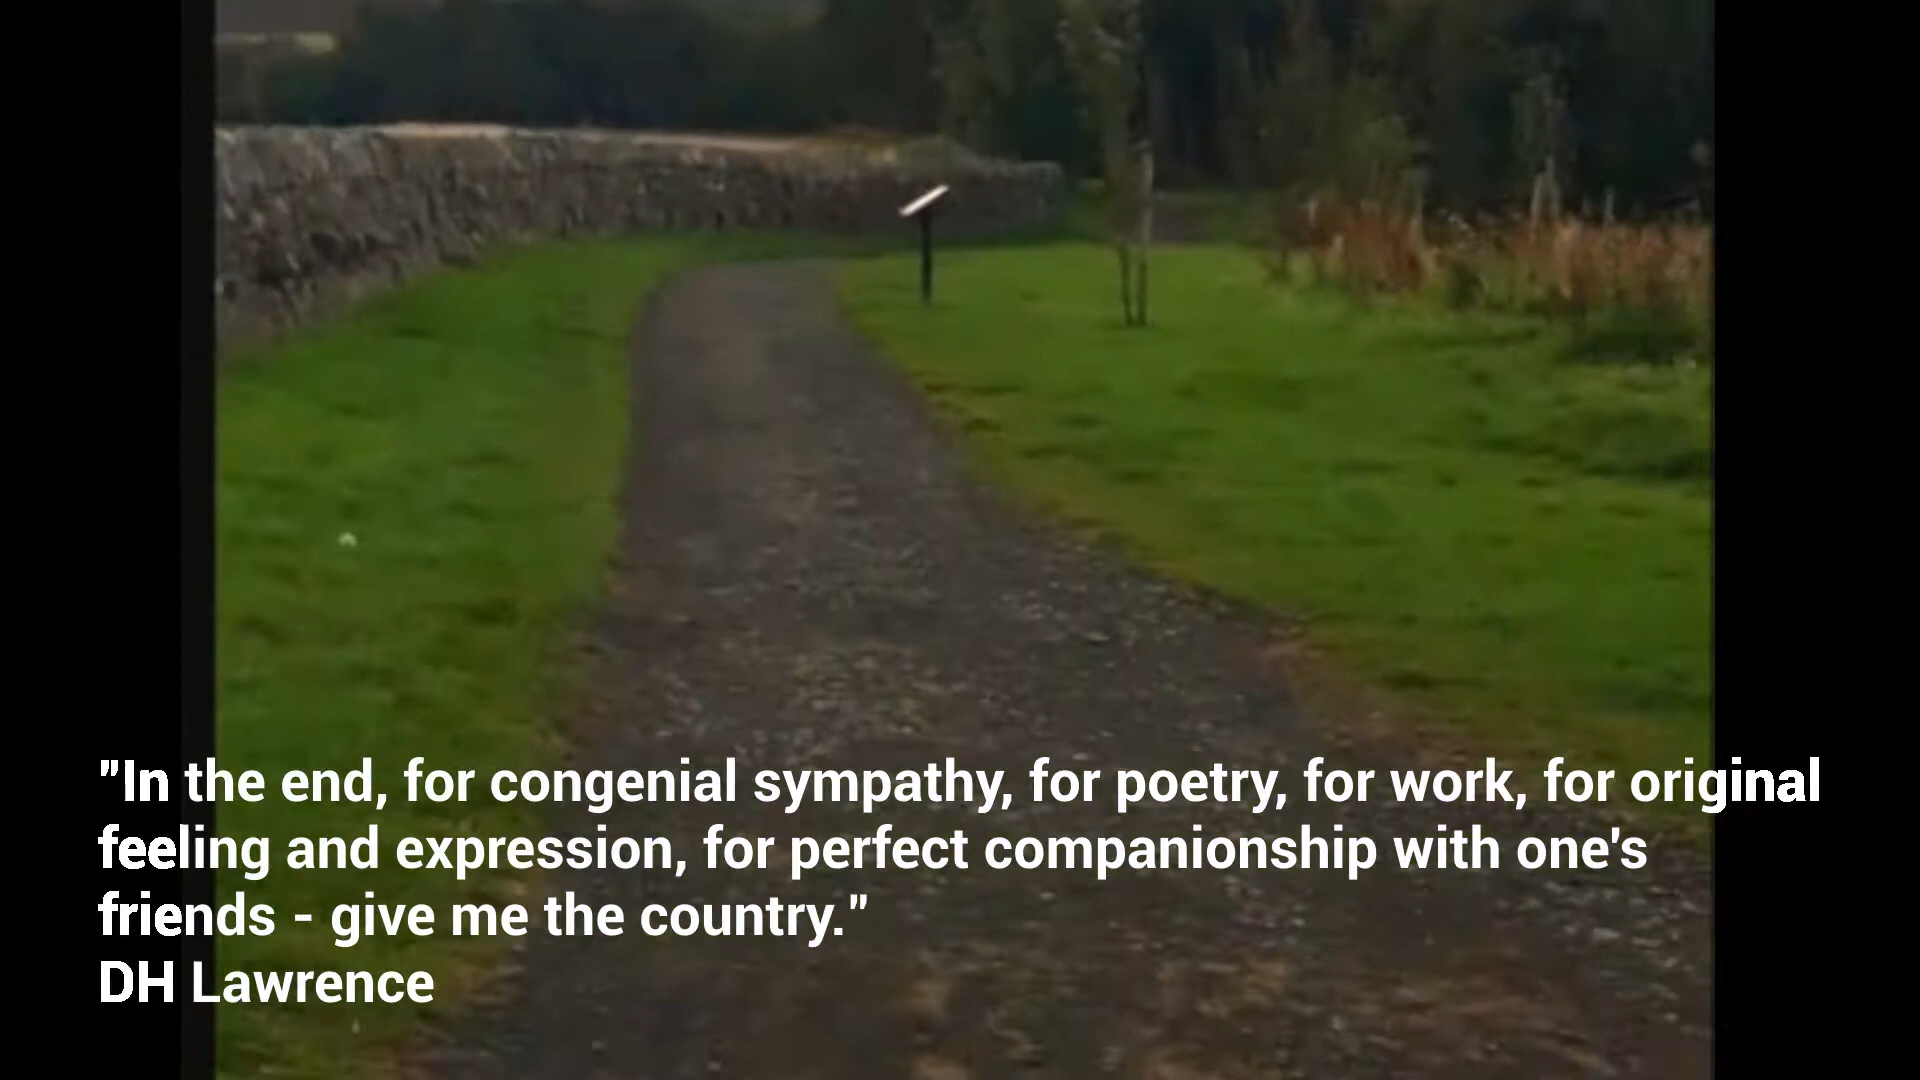 "In the end, for congenial sympathy, for poetry, for work, for original
feeling and expression, for perfect companionship with one's
friends - give me the country."
DH Lawrence